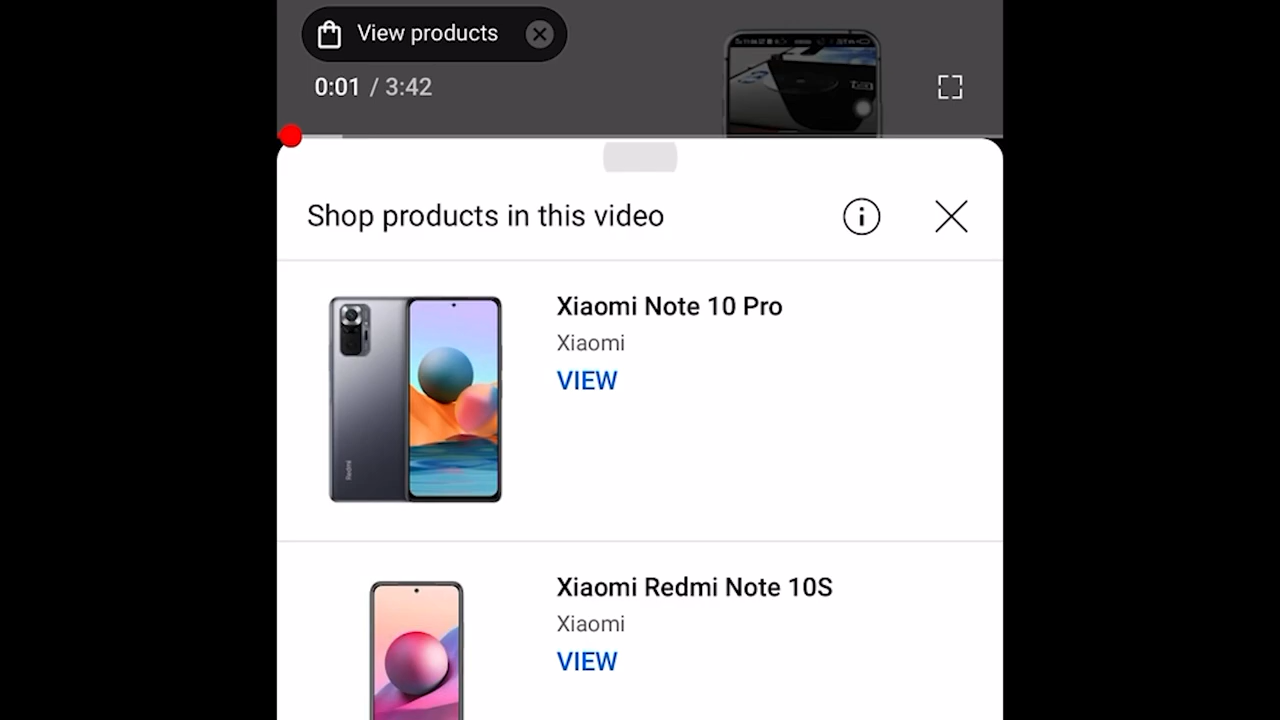 View products
0:01 / 3:42
Shop products in this video
Xiaomi Note 10 Pro
Xiaomi
VIEW
Redmi
Xiaomi Redmi Note 10S
Xiaomi
VIEW